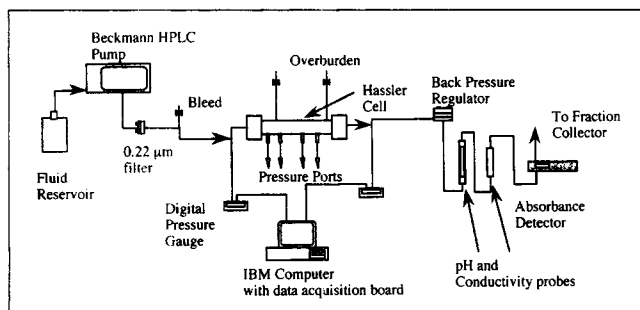 Beckmann HPLC
Pump
Overburden
Bleed
Hassler
Cell
Back Pressure
Regulator
To Fraction
Collector
0.22 µm
filter
Fluid
Reservoir
Pressure Ports
Digital
Pressure
Gauge
Absorbance
Detector
IBM Computer
with data acquisition board
pH and
Conductivity probes